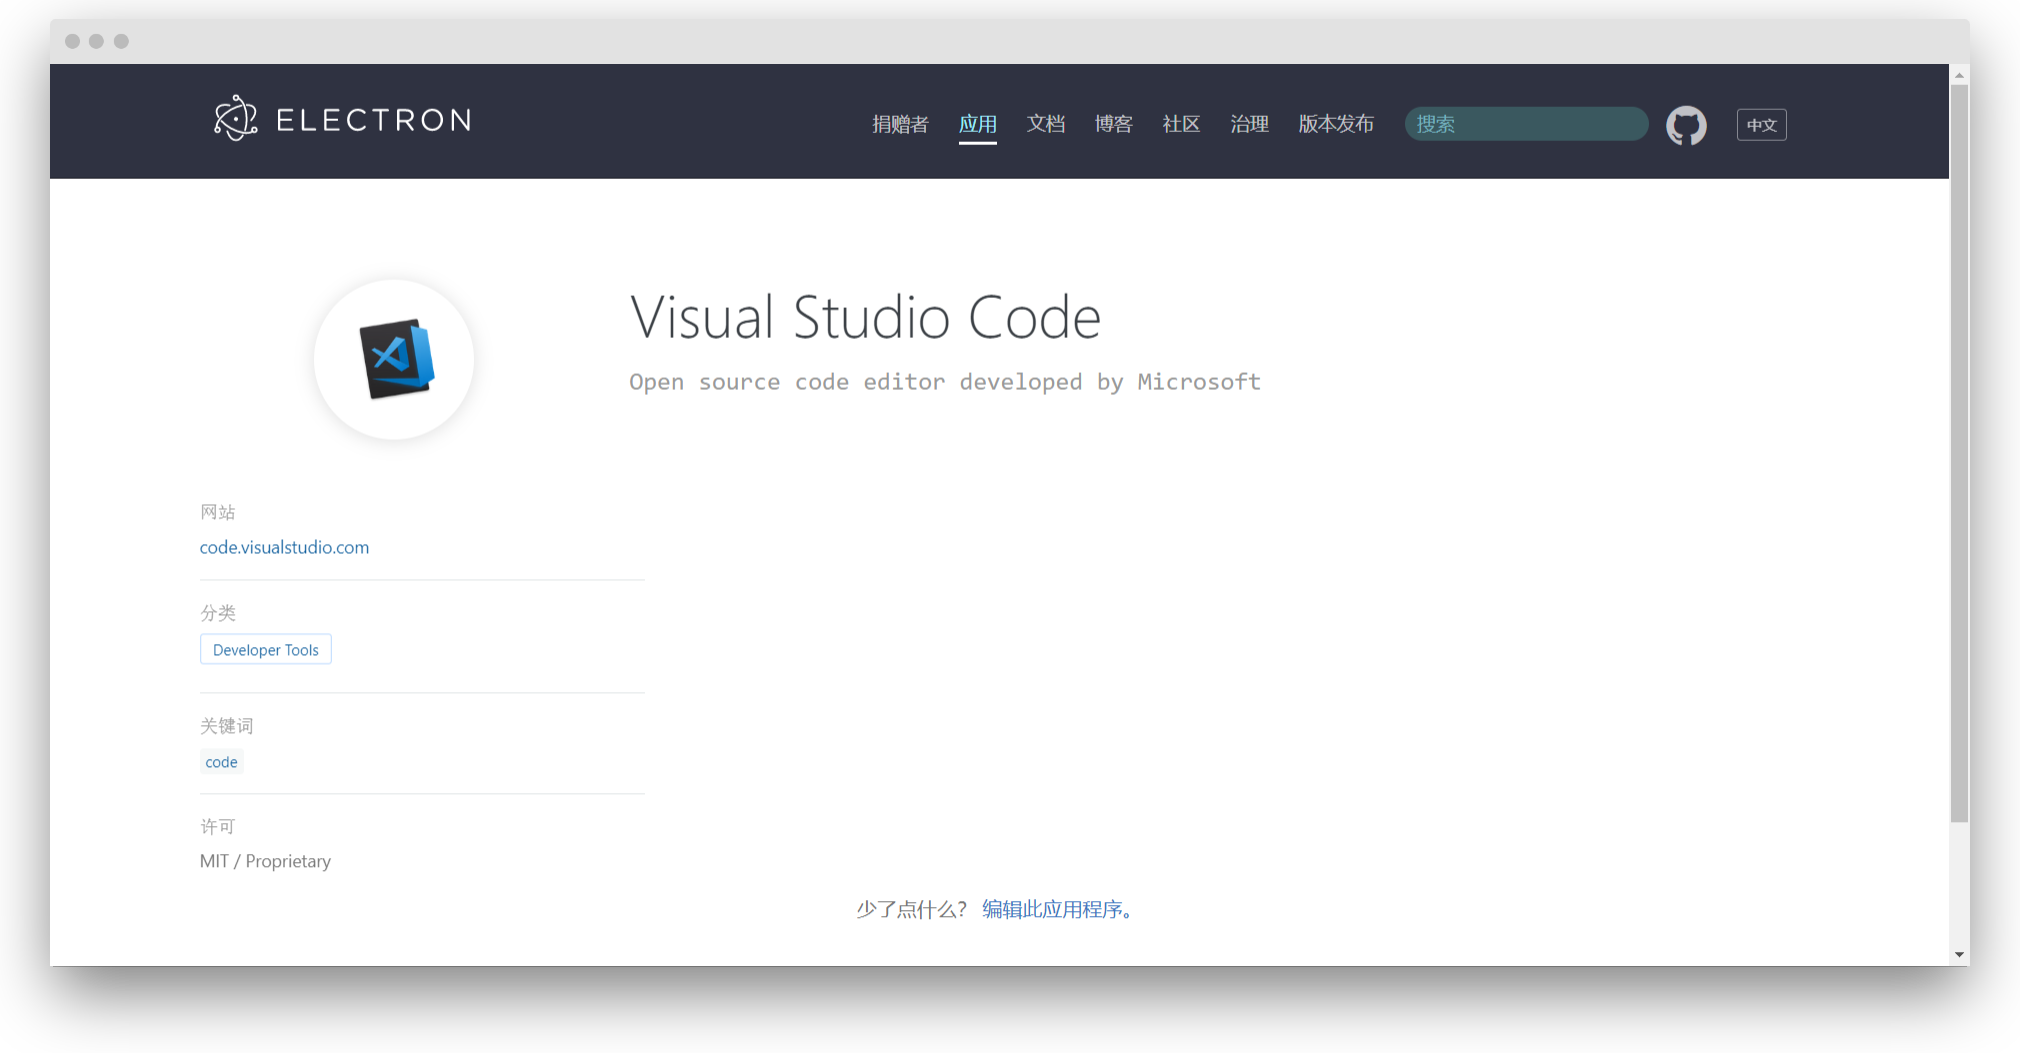 ELECTRON
捐赠者 应用 文档 博客 社区 治理 版本发布 搜索 中文
Visual Studio Code
Open source code editor developed by Microsoft
网站
code.visualstudio.com
分类
Developer Tools
关键词
code
许可
MIT / Proprietary
少了点什么? 编辑此应用程序。